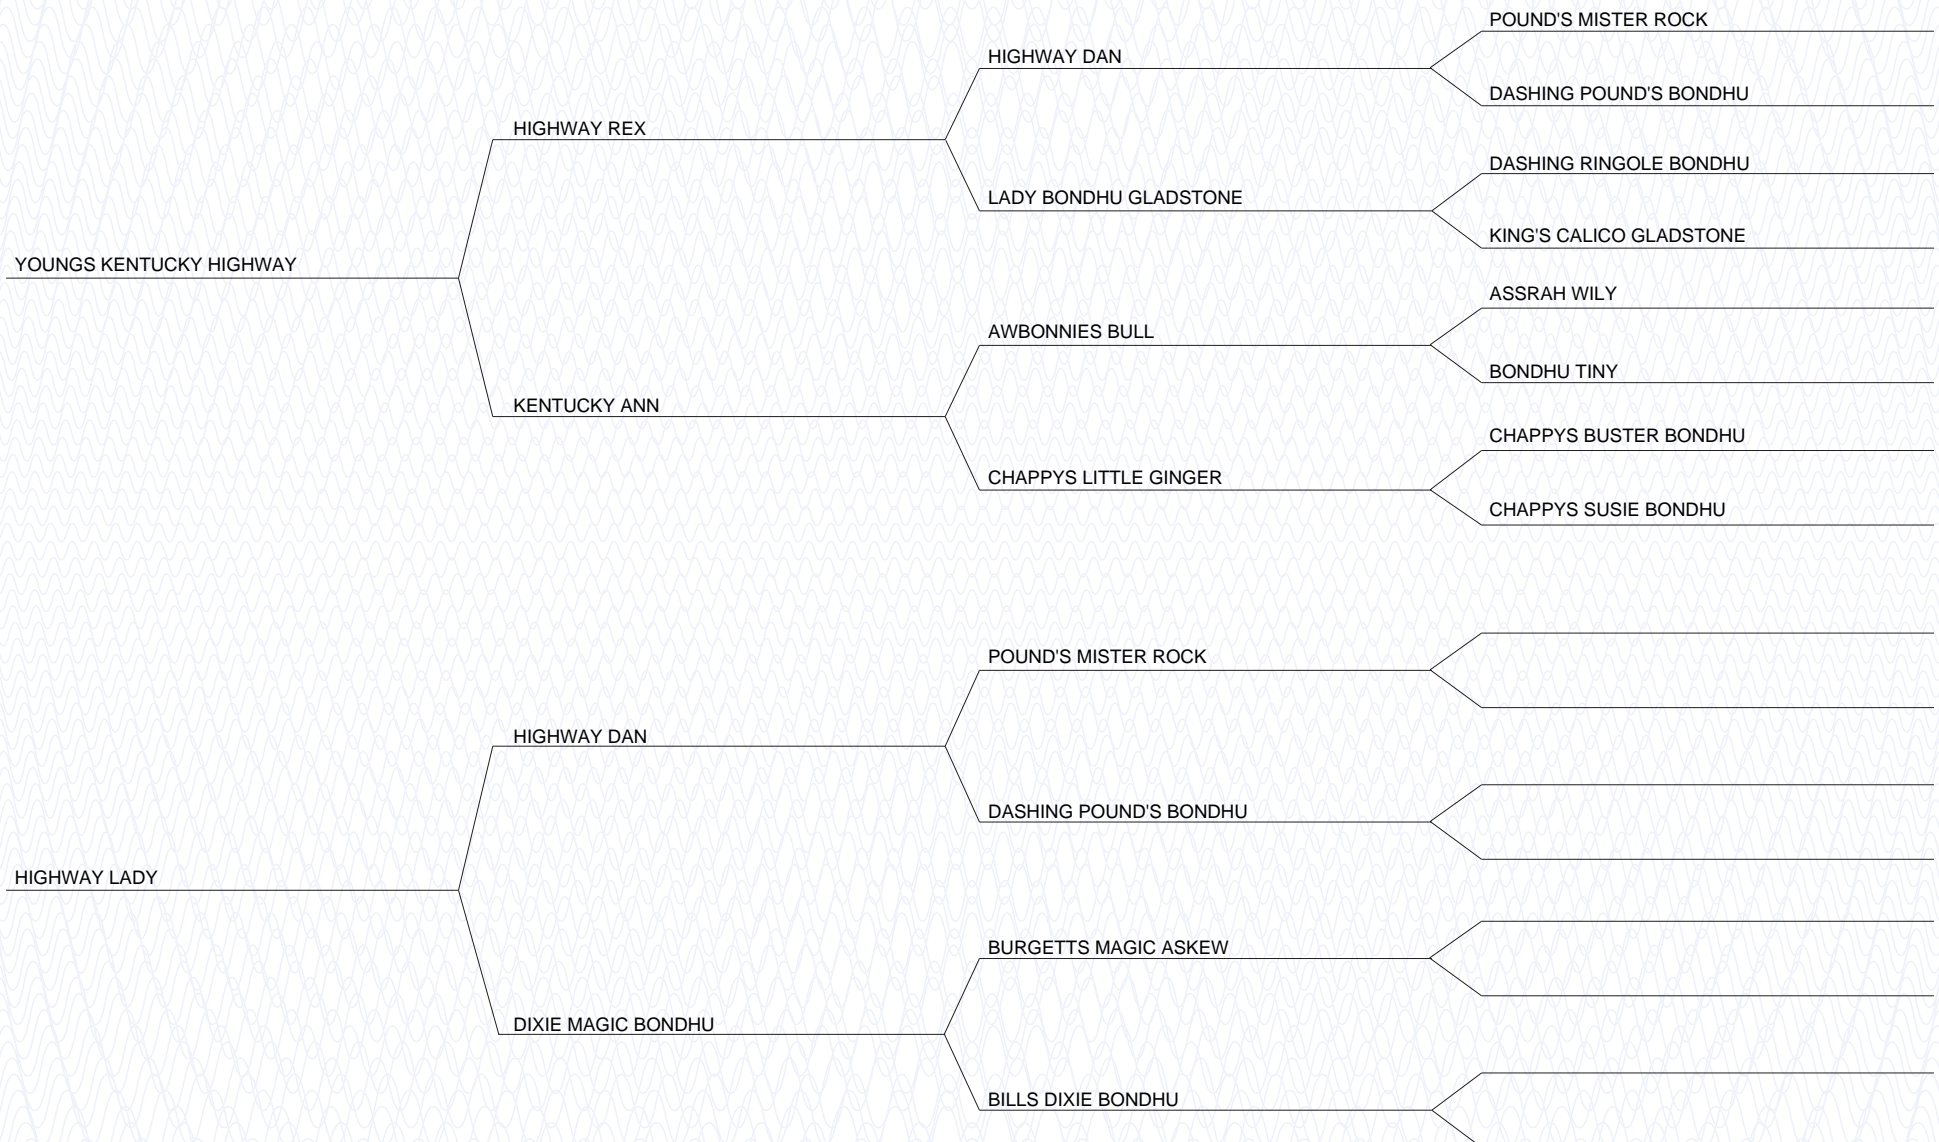 POUND'S MISTER ROCK
HIGHWAY DAN
DASHING POUND'S BONDHU
HIGHWAY REX
DASHING RINGOLE BONDHU
LADY BONDHU GLADSTONE
KING'S CALICO GLADSTONE
YOUNGS KENTUCKY HIGHWAY
ASSRAH WILY
AWBONNIES BULL
BONDHU TINY
KENTUCKY ANN
CHAPPYS BUSTER BONDHU
CHAPPYS LITTLE GINGER
CHAPPYS SUSIE BONDHU
POUND'S MISTER ROCK
HIGHWAY DAN
DASHING POUND'S BONDHU
HIGHWAY LADY
BURGETTS MAGIC ASKEW
DIXIE MAGIC BONDHU
BILLS DIXIE BONDHU